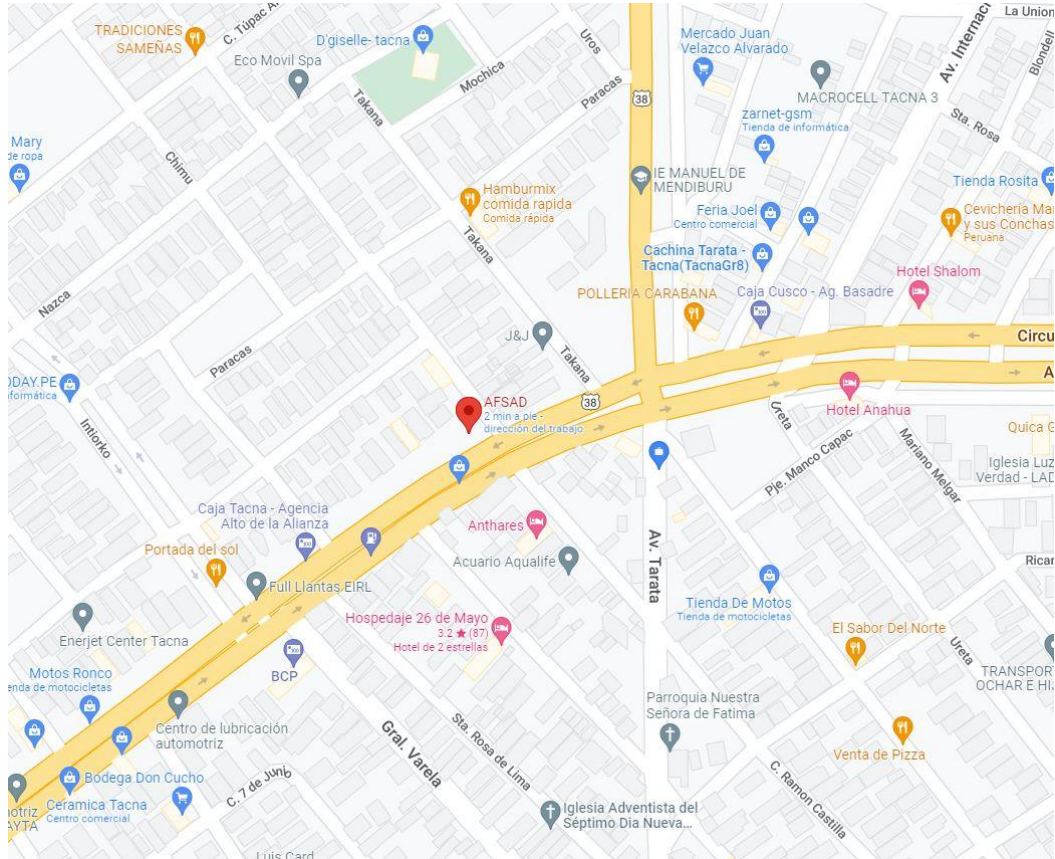 TRADICIONES
SAMEÑAS
C. Túpac A
D'giselle- tacna
Eco Movil Spa
Takana
Mochica
Uros
Paracas
38
Mercado Juan
Velazco Alvarado
MACROCELL TACNA 3
Av. Internaci
La Union
Blondell
Mary
de ropa
Chimu
zarnet-gsm
Tienda de informática
Sta. Rosa
IE MANUEL DE
MENDIBURU
Hamburmix
comida rapida
Comida rápida
Tienda Rosita
Feria Joel
Centro comercial
Cevichería Mar
y sus Conchas
Peruana
Takana
Cachina Tarata -
Tacna(TacnaGr8)
Hotel Shalom
Nazca
POLLERIA CARABANA
Caja Cusco - Ag. Basadre
J&J
Circu
Paracas
Takana
ODAY.PE
nformática
AFSAD
2 min a pie -
dirección del trabajo
38
A
Hotel Anahua
Ureta
Intiorko
Quica G
Mariano Melgar
Pje. Manco Capac
Iglesia Luz
Verdad - LAD
Caja Tacna - Agencia
Alto de la Alianza
Anthares
Av. Tarata
Portada del sol
Acuario Aqualife
Ricar
Full Llantas EIRL
Tienda De Motos
Tienda de motocicletas
Enerjet Center Tacna
Hospedaje 26 de Mayo
3.2 ★ (87)
Hotel de 2 estrellas
El Sabor Del Norte
Ureta
BCP
Motos Ronco
ienda de motocicletas
TRANSPOR
OCHAR E HI
Parroquia Nuestra
Señora de Fatima
Centro de lubricación
automotriz
Gral. Varela
Sta. Rosa de Lima
Venta de Pizza
Bodega Don Cucho
C. 7 de Juni
C. Ramon Castilla
Ceramica Tacna
Centro comercial
otriz
AYTA
Iglesia Adventista del
Séptimo Dia Nueva...
Luis Card